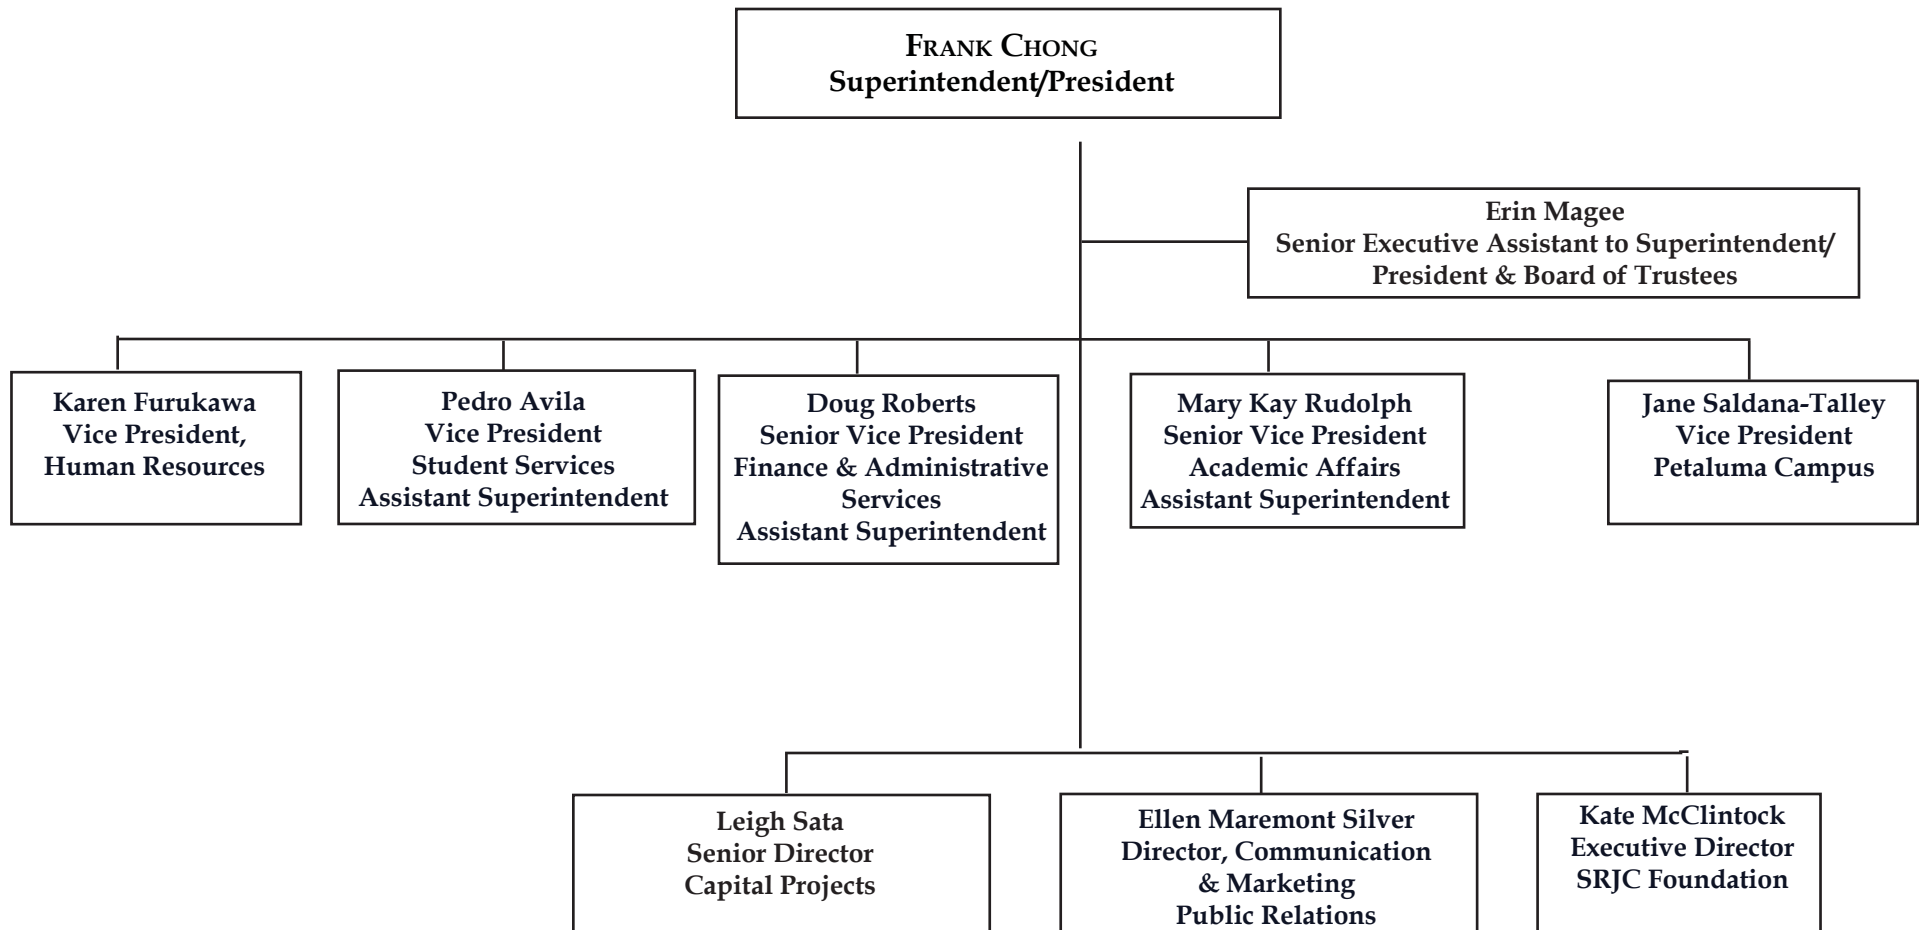 FRANK CHONG
Superintendent/President
Erin Magee
Senior Executive Assistant to Superintendent/
President & Board of Trustees
Karen Furukawa
Vice President,
Human Resources
Pedro Avila
Vice President
Student Services
Assistant Superintendent
Doug Roberts
Senior Vice President
Finance & Administrative
Services
Assistant Superintendent
Mary Kay Rudolph
Senior Vice President
Academic Affairs
Assistant Superintendent
Jane Saldana-Talley
Vice President
Petaluma Campus
Leigh Sata
Senior Director
Capital Projects
Ellen Maremont Silver
Director, Communication
& Marketing
Public Relations
Kate McClintock
Executive Director
SRJC Foundation